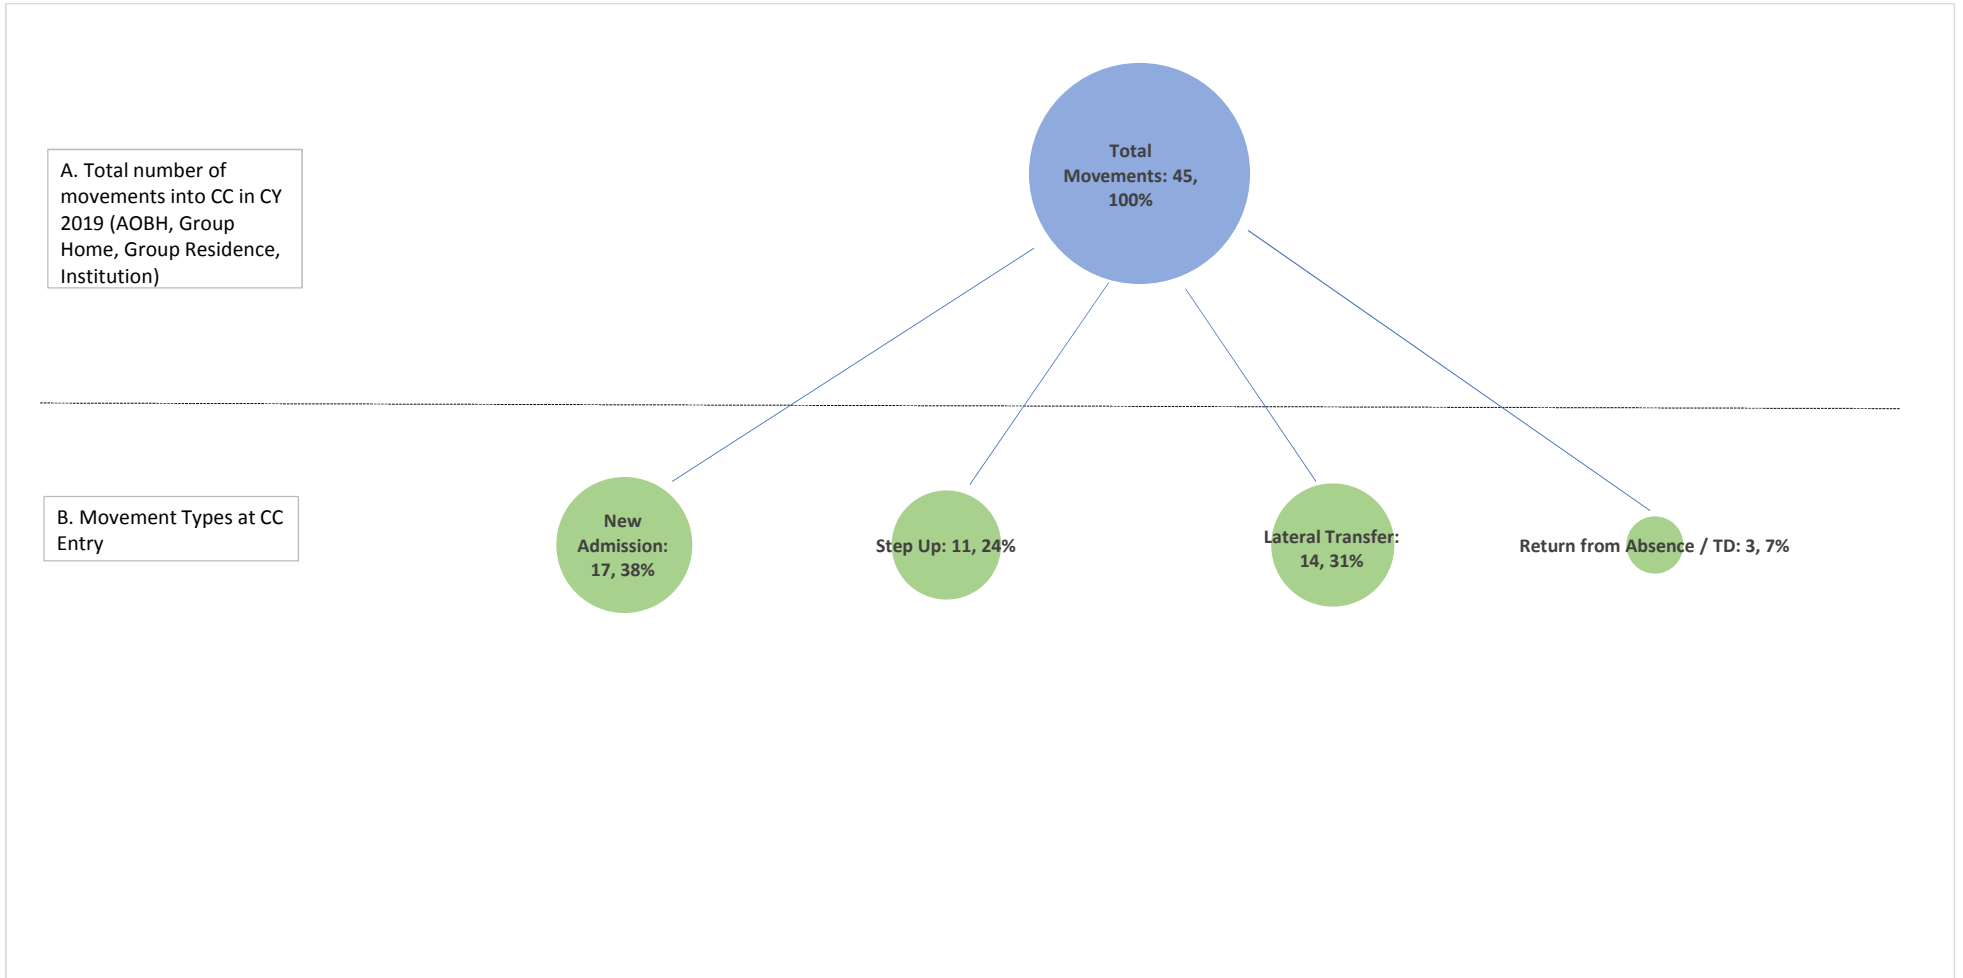 Total
Movements: 45,
100%
A. Total number of
movements into CC in CY
2019 (AOBH, Group
Home, Group Residence,
Institution)
B. Movement Types at CC
Entry
New
Admission:
17, 38%
Step Up: 11, 24%
Lateral Transfer:
14, 31%
Return from Absence / TD: 3, 7%